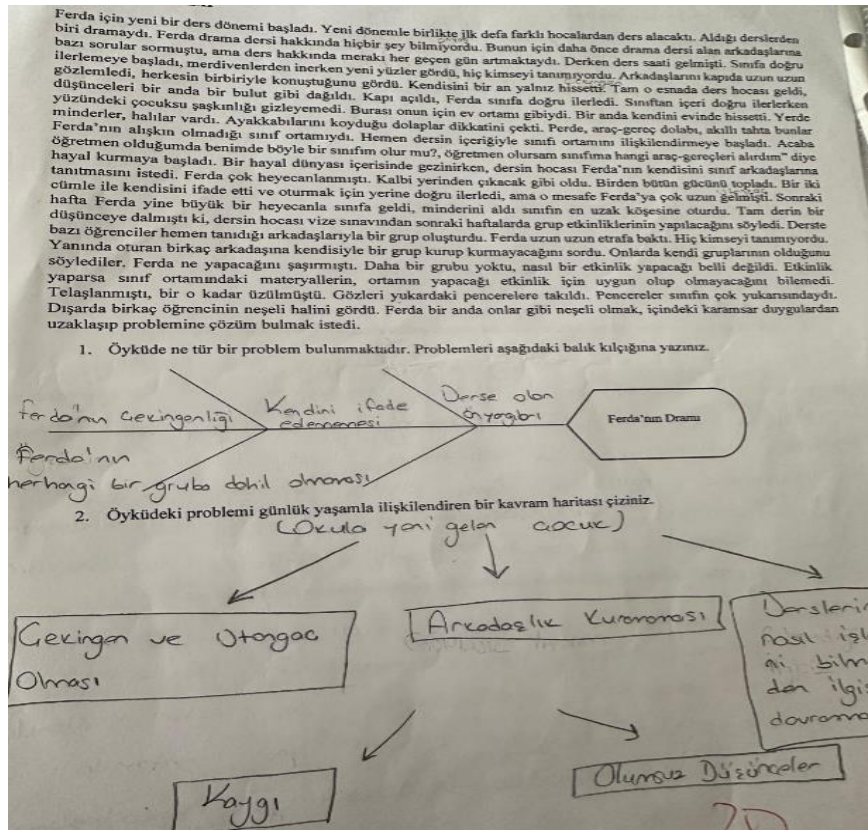 Ferda için yeni bir ders dönemi başladı. Yeni dönemle birlikte ilk defa farklı hocalardan ders alacaktı. Aldığı derslerden
biri dramaydı. Ferda drama dersi hakkında hiçbir şey bilmiyordu. Bunun için daha önce drama dersi alan arkadaşlarına
bazı sorular sormuştu, ama ders hakkında merakı her geçen gün artmaktaydı. Derken ders saati gelmişti. Sınıfa doğru
ilerlemeye başladı, merdivenlerden inerken yeni yüzler gördü, hiç kimseyi tanımıyordu. Arkadaşlarını kapıda uzun uzun
gözlemledi, herkesin birbiriyle konuştuğunu gördü. Kendisini bir an yalnız hissetti. Tam o esnada ders hocası geldi,
düşünceleri bir anda bir bulut gibi dağıldı. Kapı açıldı, Ferda sınıfa doğru ilerledi. Sınıftan içeri doğru ilerlerken
yüzündeki çocuksu şaşkınlığı gizleyemedi. Burası onun için ev ortamı gibiydi. Bir anda kendini evinde hissetti. Yerde
minderler, halılar vardı. Ayakkabılarını koyduğu dolaplar dikkatini çekti. Perde, araç-gereç dolabı, akıllı tahta bunlar
Ferda'nın alışkın olmadığı sınıf ortamıydı. Hemen dersin içeriğiyle sınıfı ortamını ilişkilendirmeye başladı. Acaba
öğretmen olduğumda benimde böyle bir sınıfım olur mu?, öğretmen olursam sınıfıma hangi araç-gereçleri alırdım" diye
hayal kurmaya başladı. Bir hayal dünyası içerisinde gezinirken, dersin hocası Ferda'nın kendisini sınıf arkadaşlarına
tanıtmasını istedi. Ferda çok heyecanlanmıştı. Kalbi yerinden çıkacak gibi oldu. Birden bütün gücünü topladı. Bir iki
cümle ile kendisini ifade etti ve oturmak için yerine doğru ilerledi, ama o mesafe Ferda'ya çok uzun gelmişti. Sonraki
hafta Ferda yine büyük bir heyecanla sınıfa geldi, minderini aldı sınıfın en uzak köşesine oturdu. Tam derin bir
düşünceye dalmıştı ki, dersin hocası vize sınavından sonraki haftalarda grup etkinliklerinin yapılacağını söyledi. Derste
bazı öğrenciler hemen tanıdığı arkadaşlarıyla bir grup oluşturdu. Ferda uzun uzun etrafa baktı. Hiç kimseyi tanımıyordu.
Yanında oturan birkaç arkadaşına kendisiyle bir grup kurup kurmayacağını sordu. Onlarda kendi gruplarının olduğunu
söylediler. Ferda ne yapacağını şaşırmıştı. Daha bir grubu yoktu, nasıl bir etkinlik yapacağı belli değildi. Etkinlik
yaparsa sınıf ortamındaki materyallerin, ortamın yapacağı etkinlik için uygun olup olmayacağını bilemedi.
Telaşlanmıştı, bir o kadar üzülmüştü. Gözleri yukardaki pencerelere takıldı. Pencereler sınıfın çok yukarısındaydı.
Dışarda birkaç öğrencinin neşeli halini gördü. Ferda bir anda onlar gibi neşeli olmak, içindeki karamsar duygulardan
uzaklaşıp problemine çözüm bulmak istedi.
1. Öyküde ne tür bir problem bulunmaktadır. Problemleri aşağıdaki balık kılçığına yazınız.
Ferda'nın Çekingenliği
Kendini ifade
edememesi
Derse olan
önyargıları
Ferda'nın Dramı
Ferda'nın
herhangi bir gruba dahil olmaması
2. Öyküdeki problemi günlük yaşamla ilişkilendiren bir kavram haritası çiziniz.
(Okula yeni gelen çocuk)
Çekingen ve Utangaç
Olması
Arkadaşlık Kuramaması
Derslerin
nasıl
davranma
Kaygı
Olumsuz Düşünceler